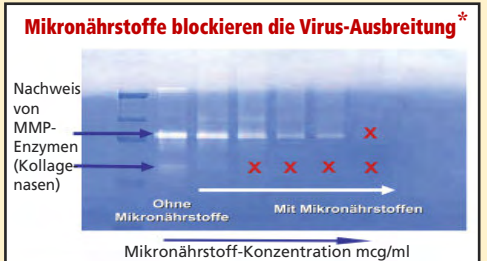 Mikronährstoffe blockieren die Virus-Ausbreitung*
Nachweis
von
MMP-
Enzymen
(Kollage-
nasen)
x
x x x x
Ohne
Mikronährstoffe
Mit Mikronährstoffen
Mikronährstoff-Konzentration mcg/ml